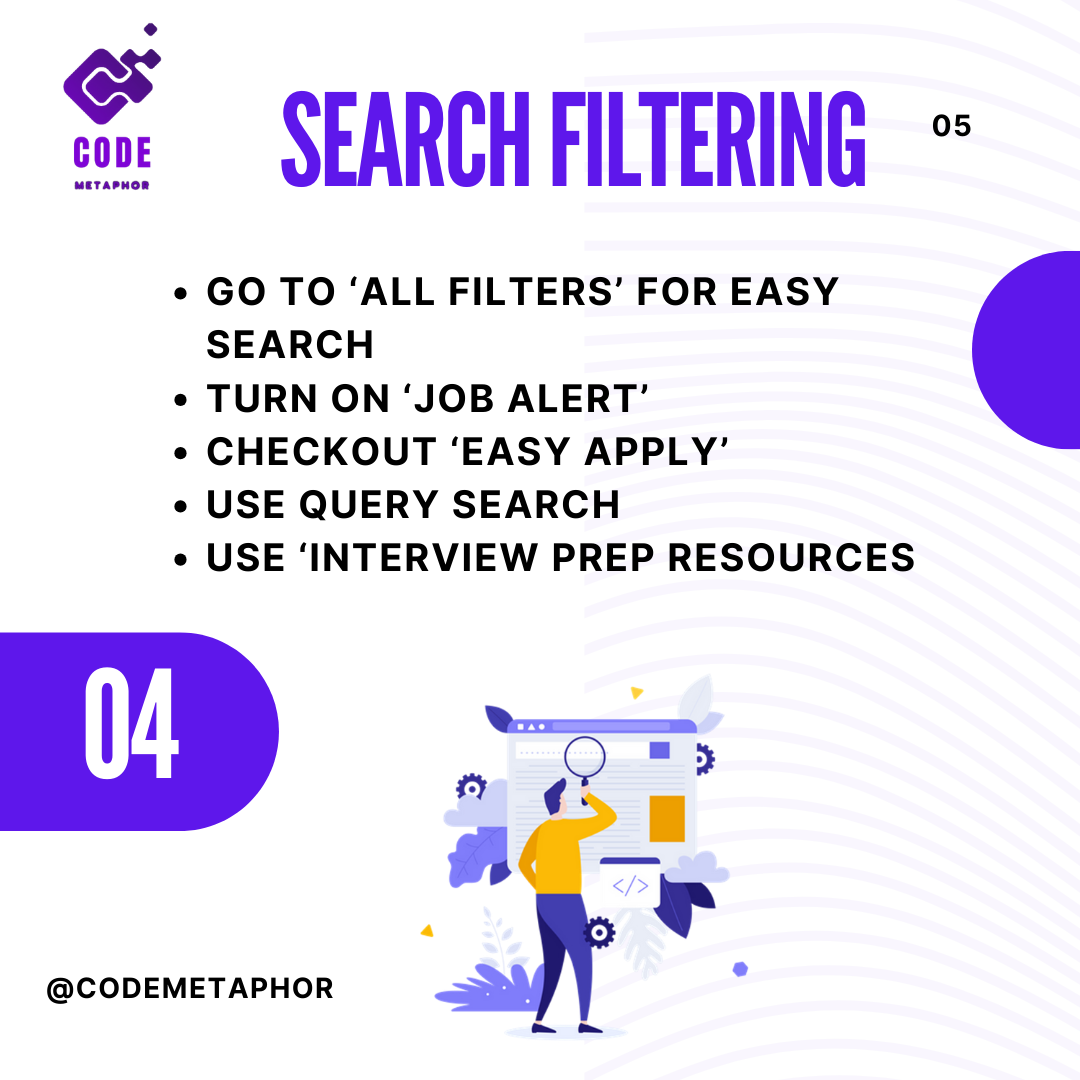 CODE
METAPHOR
SEARCH FILTERING
05
• GO TO ‘ALL FILTERS’ FOR EASY
SEARCH
• TURN ON ‘JOB ALERT’
• CHECKOUT ‘EASY APPLY’
• USE QUERY SEARCH
• USE ‘INTERVIEW PREP RESOURCES
04
</>
@CODEMETAPHOR